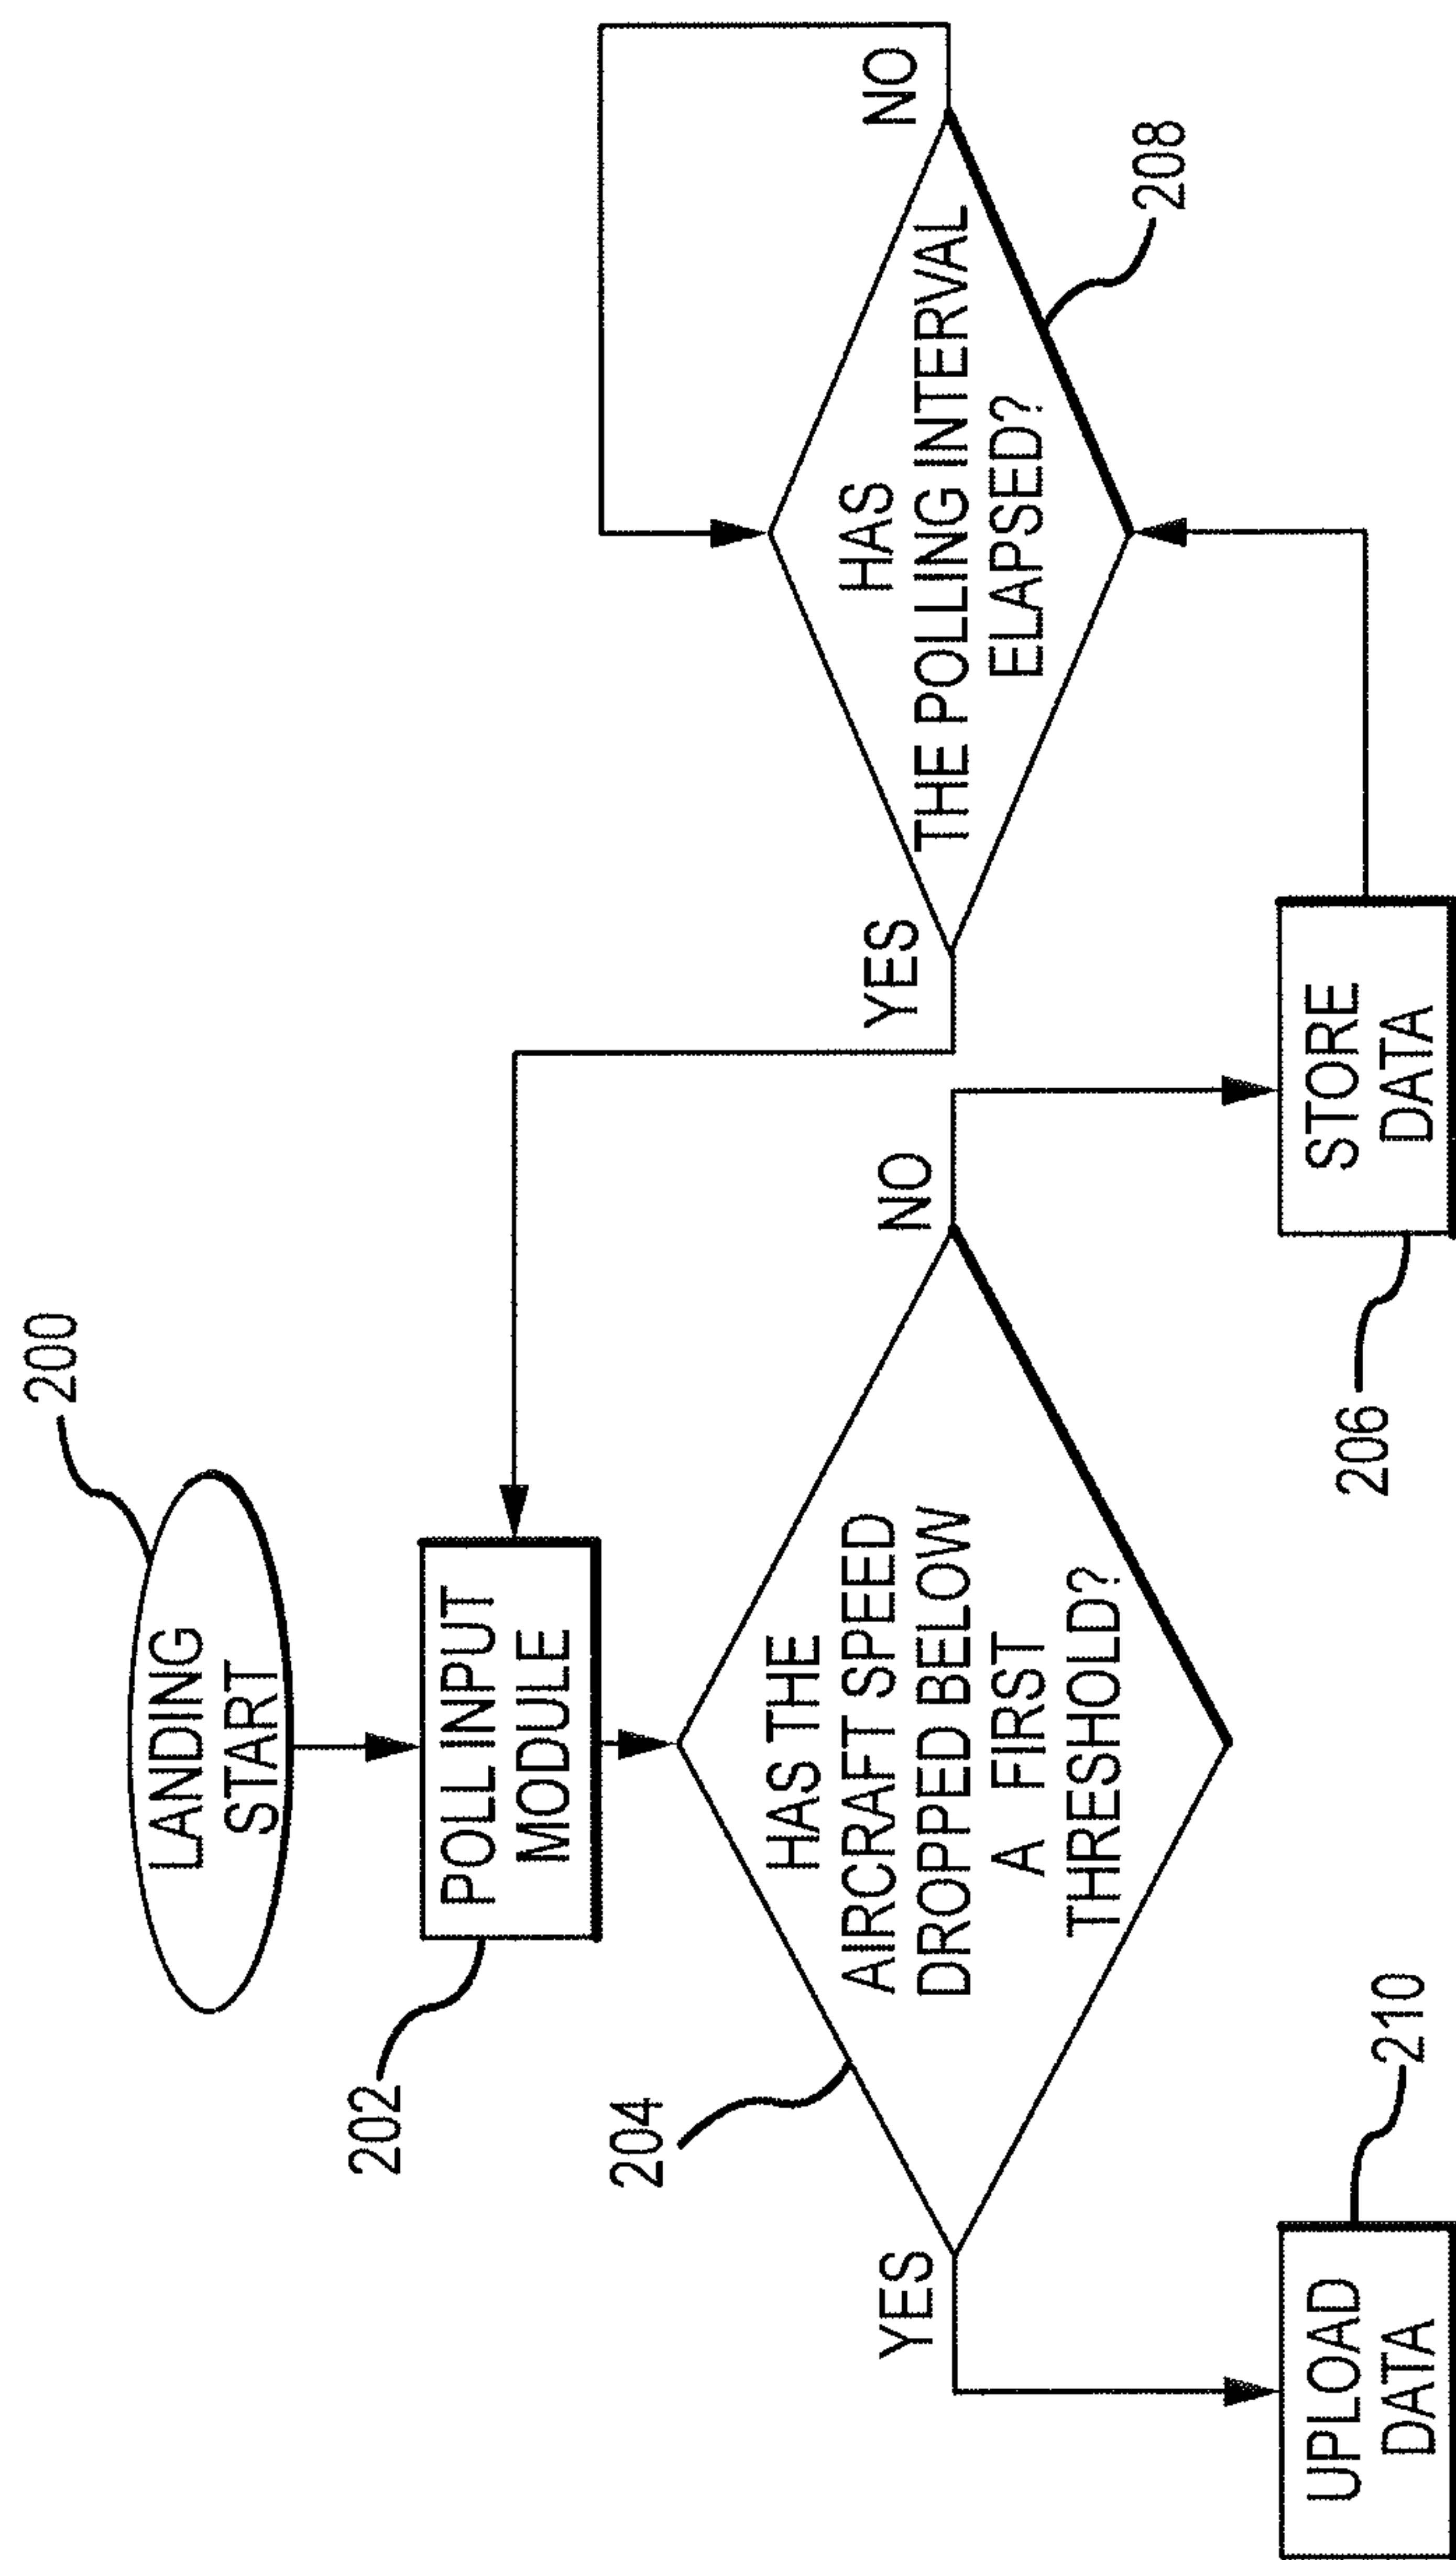 200
LANDING
START
202
POLL INPUT
MODULE
204
HAS THE
AIRCRAFT SPEED
DROPPED BELOW
A FIRST
THRESHOLD?
YES
NO
UPLOAD
DATA
210
206
STORE
DATA
YES
HAS
THE POLLING INTERVAL
ELAPSED?
NO
208